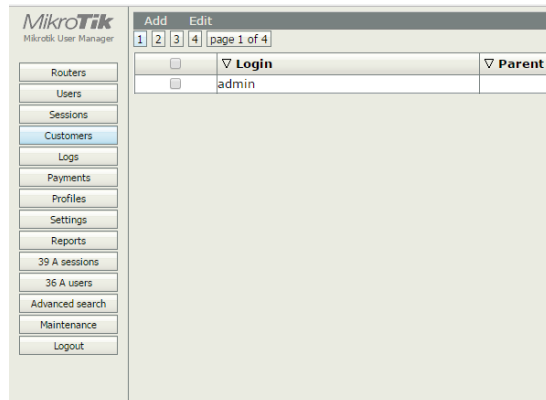 MikroTik
Mikrotik User Manager
Routers
Users
Sessions
Customers
Logs
Payments
Profiles
Settings
Reports
39 A sessions
36 A users
Advanced search
Maintenance
Logout
Add Edit
1 2 3 4 page 1 of 4
▽ Login ▽ Parent
admin